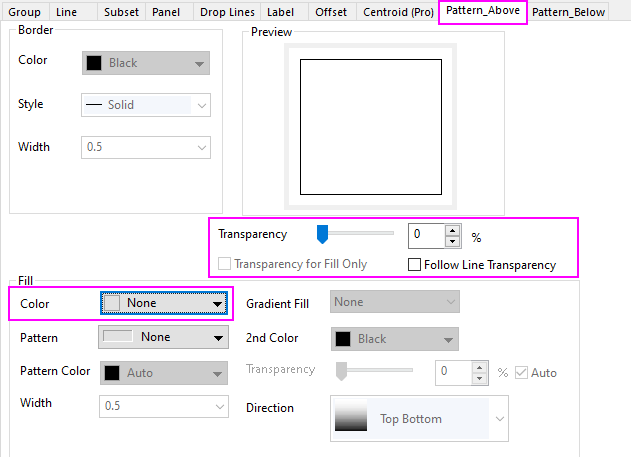 Group Line Subset Panel Drop Lines Label Offset Centroid (Pro) Pattern_Above Pattern_Below
Border
Preview
Color Black
Style Solid
Width 0.5
Transparency 0 %
Transparency for Fill Only Follow Line Transparency
Fill
Color None Gradient Fill None
Pattern None 2nd Color Black
Pattern Color Auto Transparency 0 % Auto
Width 0.5 Direction Top Bottom